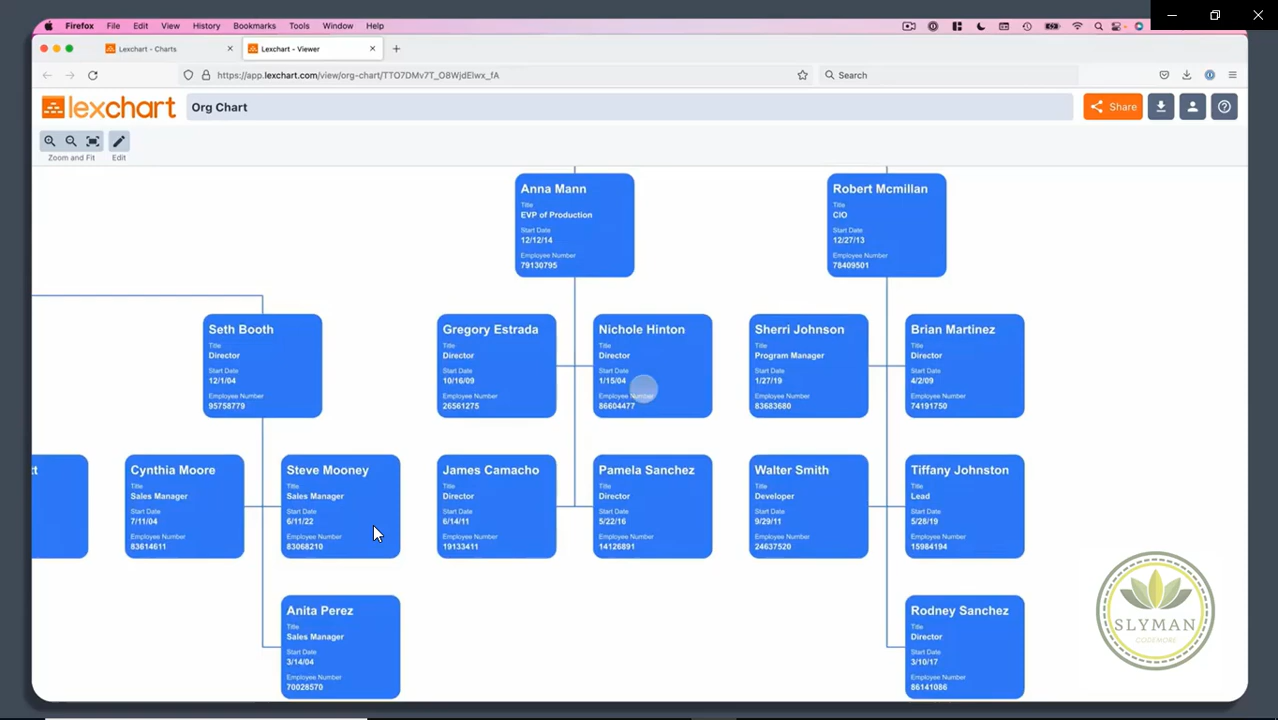 Firefox File Edit View History Bookmarks Tools Window Help
Lexchart - Charts
Lexchart - Viewer
https://app.lexchart.com/view/org-chart/TTO7DMv7T_O8WjdElwx_fA
Search
lexchart
Org Chart
Share
Zoom and Fit
Edit
Anna Mann
Title
EVP of Production
Start Date
12/12/14
Employee Number
79130795
Robert Mcmillan
Title
CIO
Start Date
12/27/13
Employee Number
78409501
Seth Booth
Title
Director
Start Date
12/1/04
Employee Number
95758779
Gregory Estrada
Title
Director
Start Date
10/16/09
Employee Number
26561275
Nichole Hinton
Title
Director
Start Date
1/15/04
Employee Number
86604477
Sherri Johnson
Title
Program Manager
Start Date
1/27/19
Employee Number
83683680
Brian Martinez
Title
Director
Start Date
4/2/09
Employee Number
74191750
tt
Cynthia Moore
Title
Sales Manager
Start Date
7/11/04
Employee Number
83614611
Steve Mooney
Title
Sales Manager
Start Date
6/11/22
Employee Number
83068210
James Camacho
Title
Director
Start Date
6/14/11
Employee Number
19133411
Pamela Sanchez
Title
Director
Start Date
5/22/16
Employee Number
14126891
Walter Smith
Title
Developer
Start Date
9/29/11
Employee Number
24637520
Tiffany Johnston
Title
Lead
Start Date
5/28/19
Employee Number
15984194
Anita Perez
Title
Sales Manager
Start Date
3/14/04
Employee Number
70028570
Rodney Sanchez
Title
Director
Start Date
3/10/17
Employee Number
86141086
SLYMAN
CODEMORE